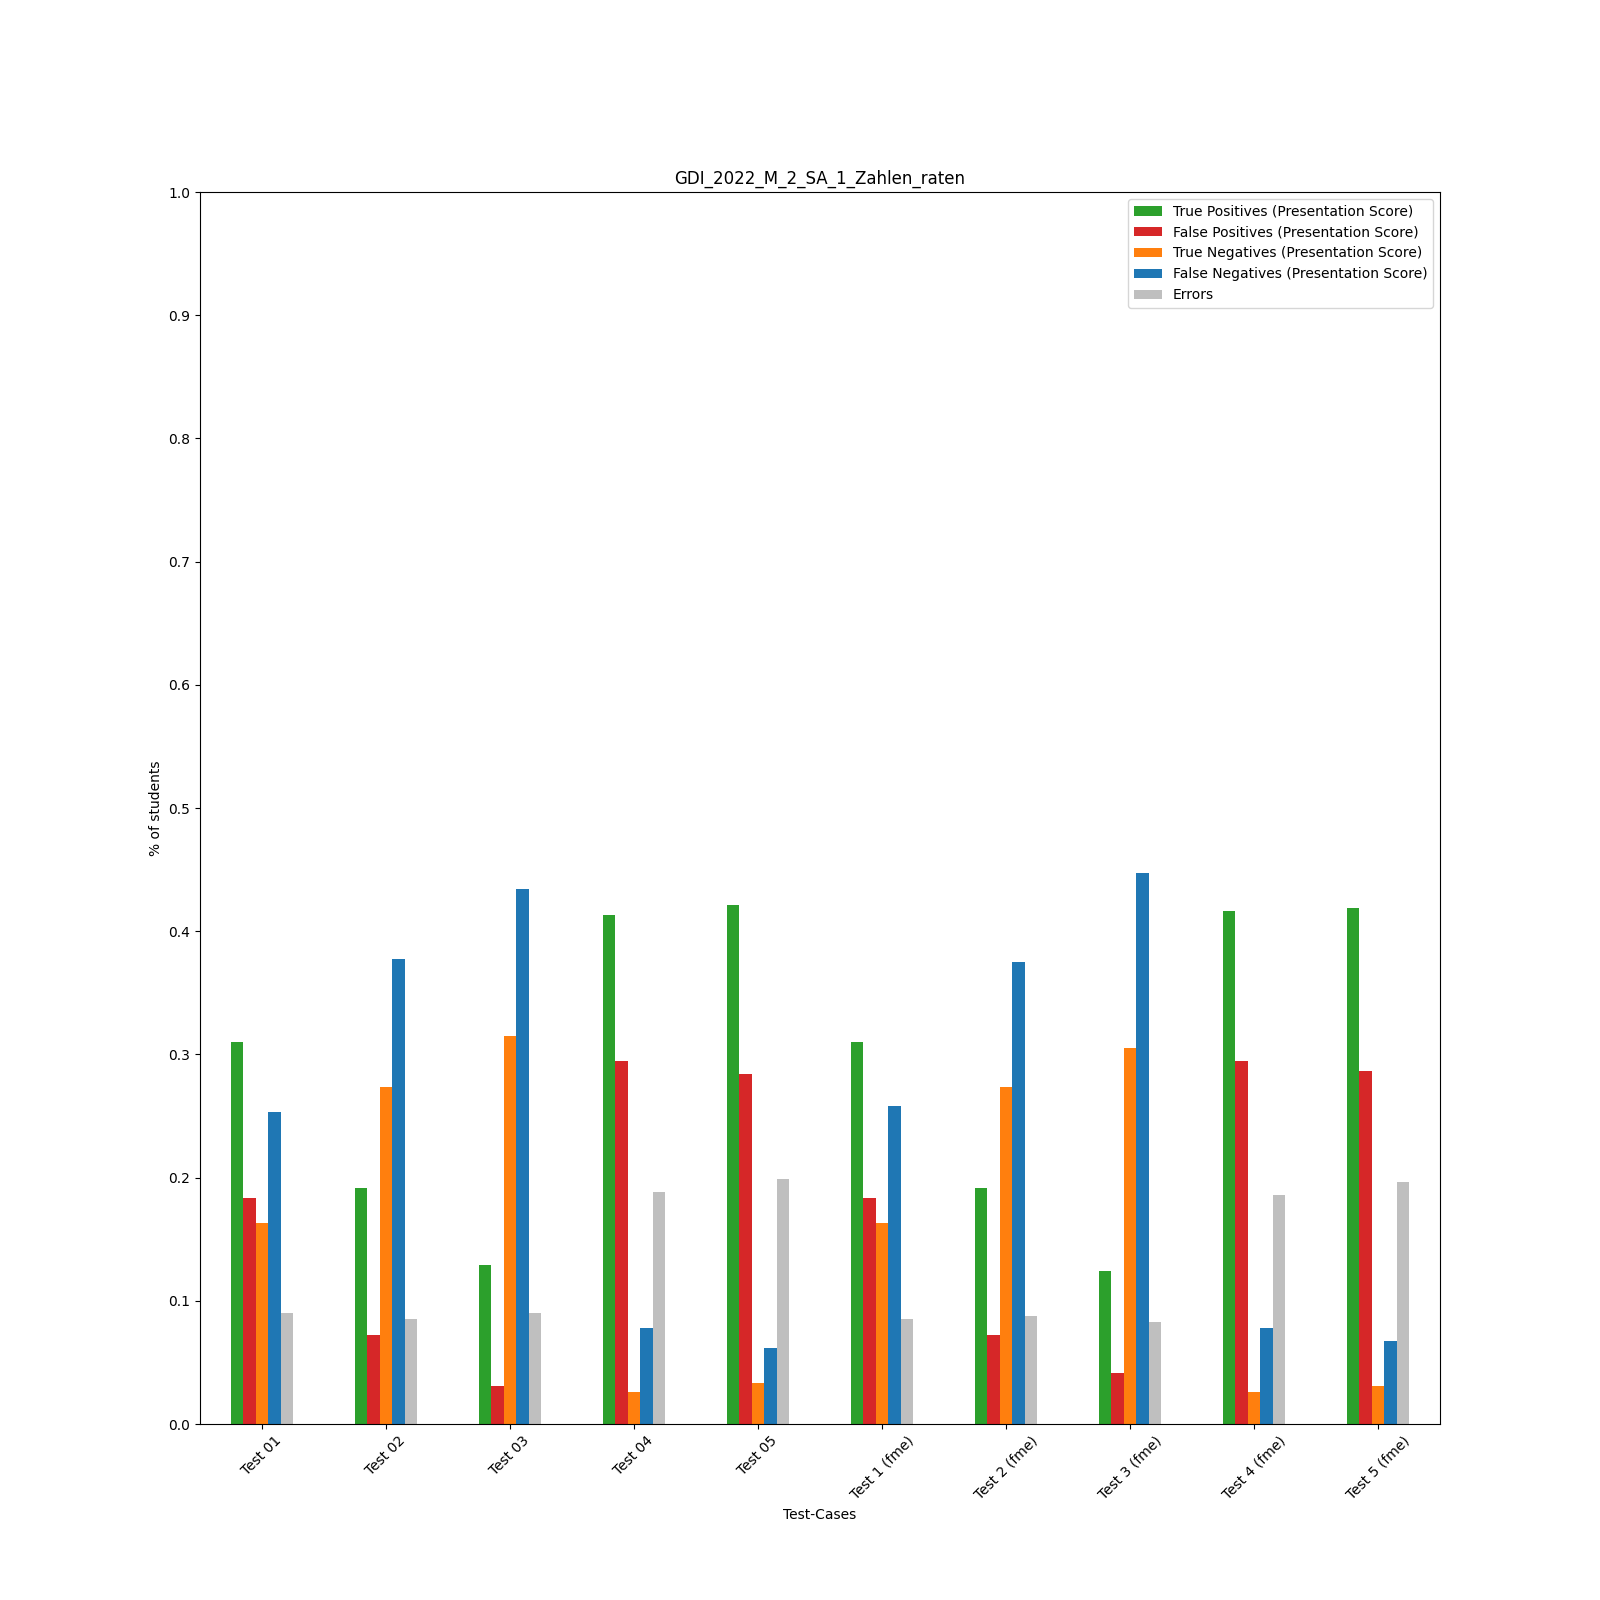 GDI_2022_M_2_SA_1_Zahlen_raten
True Positives (Presentation Score)
False Positives (Presentation Score)
True Negatives (Presentation Score)
False Negatives (Presentation Score)
Errors
1.0
0.9
0.8
0.7
0.6
0.5
0.4
0.3
0.2
0.1
0.0
% of students
Test 01
Test 02
Test 03
Test 04
Test 05
Test 1 (fme)
Test 2 (fme)
Test 3 (fme)
Test 4 (fme)
Test 5 (fme)
Test-Cases